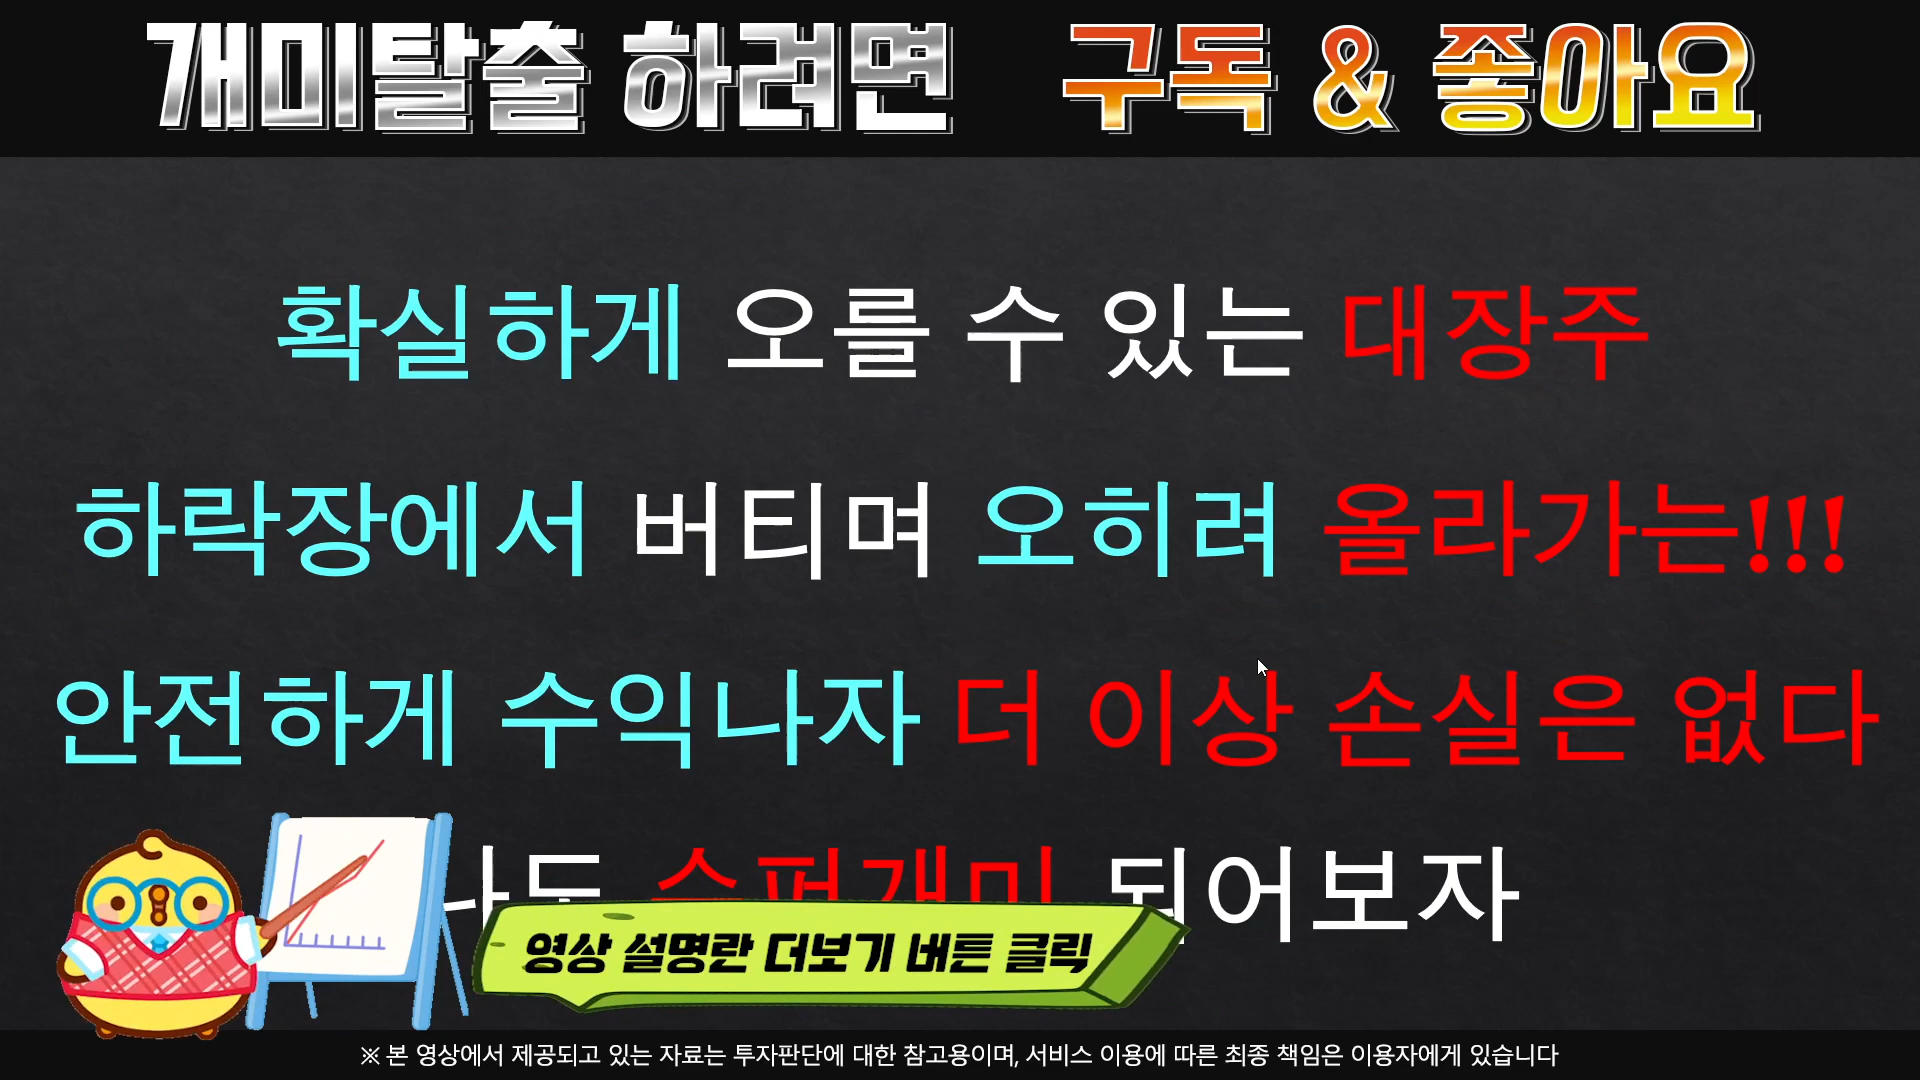 개미탈출 하려면 구독 & 좋아요
확실하게 오를 수 있는 대장주
하락장에서 버티며 오히려 올라가는!!!
안전하게 수익나자 더 이상 손실은 없다
슈퍼개미 되어보자
영상 설명란 더보기 버튼 클릭
※ 본 영상에서 제공되고 있는 자료는 투자판단에 대한 참고용이며, 서비스 이용에 따른 최종 책임은 이용자에게 있습니다